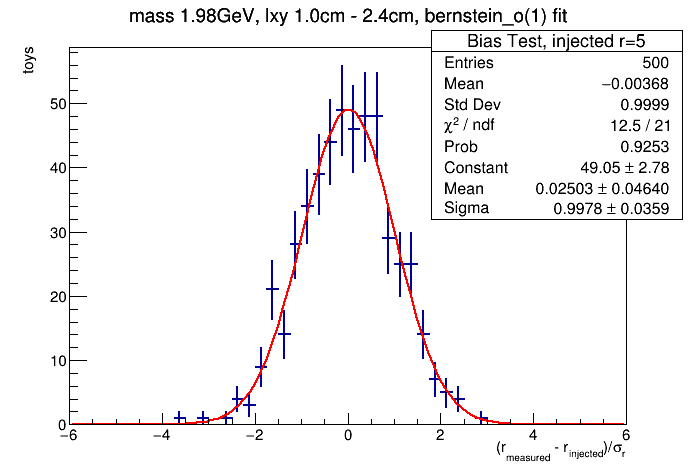 mass 1.98GeV, lxy 1.0cm - 2.4cm, bernstein_o(1) fit
Bias Test, injected r=5
Entries 500
Mean −0.00368
Std Dev 0.9999
χ² / ndf 12.5 / 21
Prob 0.9253
Constant 49.05 ± 2.78
Mean 0.02503 ± 0.04640
Sigma 0.9978 ± 0.0359
toys
50
40
30
20
10
0
−6 −4 −2 0 2 4 6
(r_measured - r_injected)/σ_r